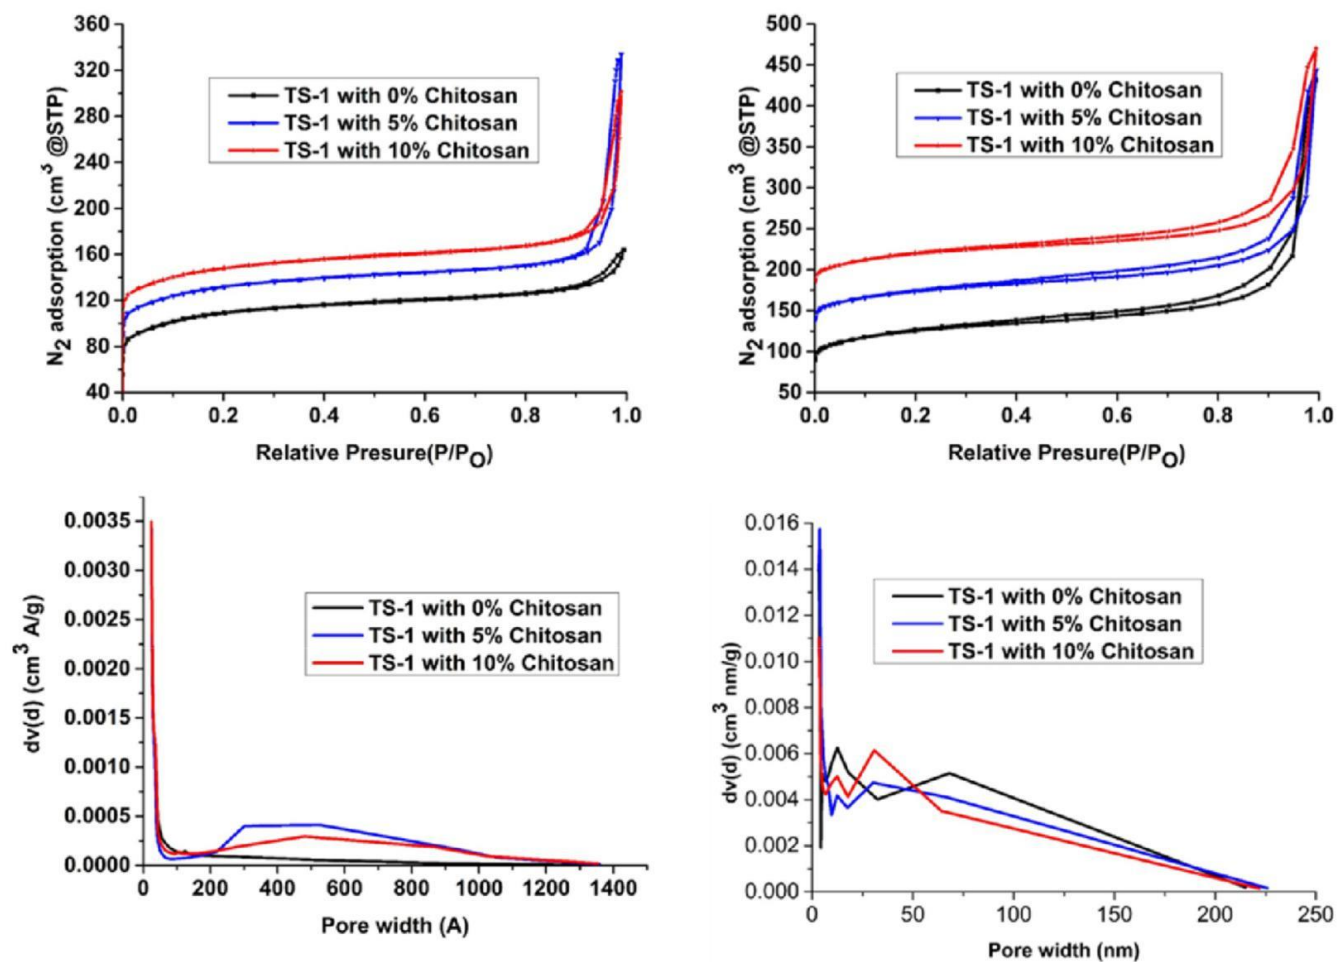 360
320
280
240
200
160
120
80
40
N2 adsorption (cm3 @STP)
TS-1 with 0% Chitosan
TS-1 with 5% Chitosan
TS-1 with 10% Chitosan
0.0 0.2 0.4 0.6 0.8 1.0
Relative Presure(P/PO)
500
450
400
350
300
250
200
150
100
50
N2 adsorption (cm3 @STP)
TS-1 with 0% Chitosan
TS-1 with 5% Chitosan
TS-1 with 10% Chitosan
0.0 0.2 0.4 0.6 0.8 1.0
Relative Presure(P/PO)
0.0035
0.0030
0.0025
0.0020
0.0015
0.0010
0.0005
0.0000
dv(d) (cm3 A/g)
TS-1 with 0% Chitosan
TS-1 with 5% Chitosan
TS-1 with 10% Chitosan
0 200 400 600 800 1000 1200 1400
Pore width (A)
0.016
0.014
0.012
0.010
0.008
0.006
0.004
0.002
0.000
dv(d) (cm3 nm/g)
TS-1 with 0% Chitosan
TS-1 with 5% Chitosan
TS-1 with 10% Chitosan
0 50 100 150 200 250
Pore width (nm)